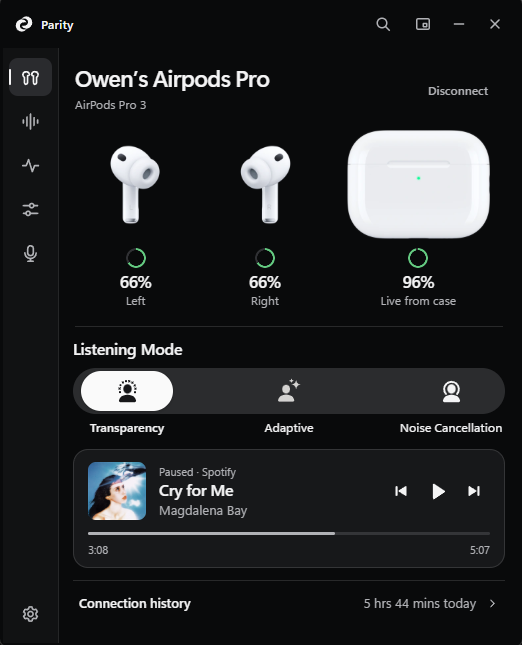 Parity
Owen's Airpods Pro
AirPods Pro 3
Disconnect
66%
Left
66%
Right
96%
Live from case
Listening Mode
Transparency
Adaptive
Noise Cancellation
Paused · Spotify
Cry for Me
Magdalena Bay
3:08
5:07
Connection history
5 hrs 44 mins today